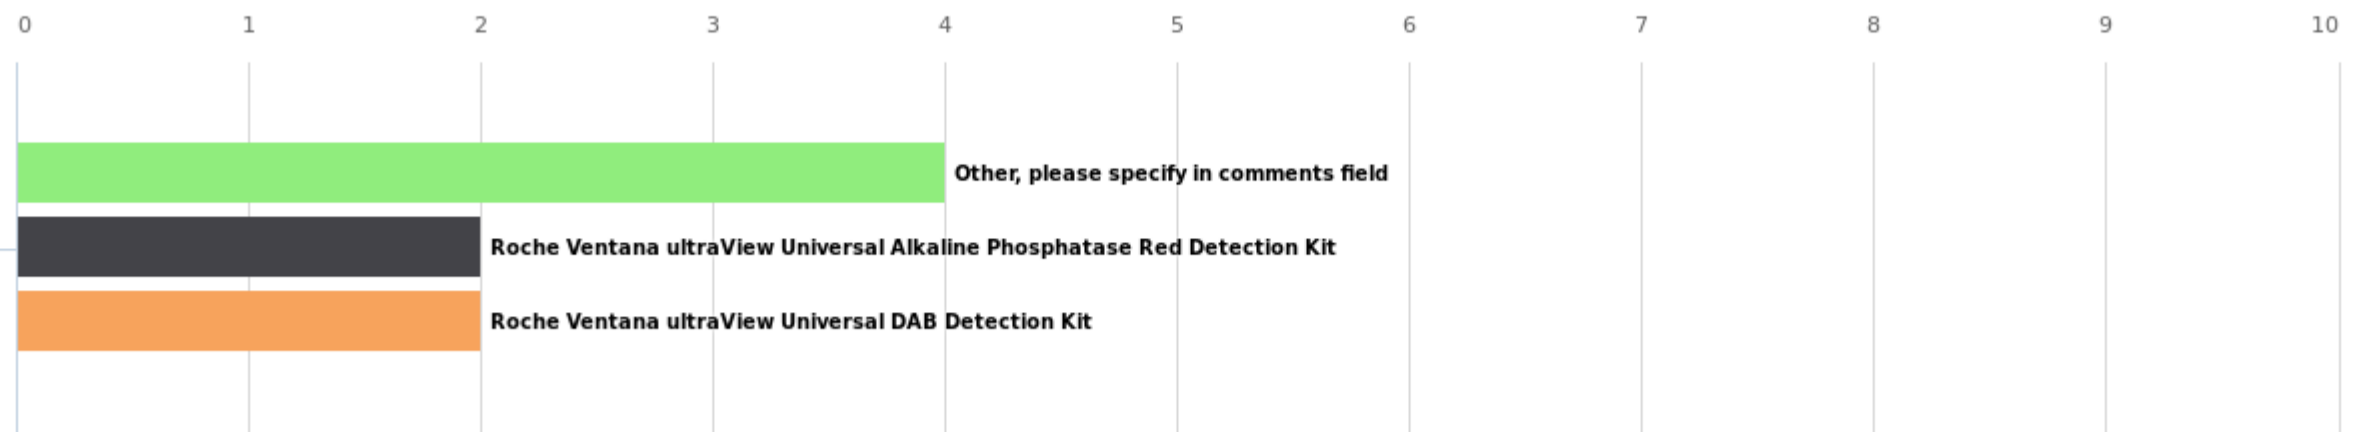 0 1 2 3 4 5 6 7 8 9 10
Other, please specify in comments field
Roche Ventana ultraView Universal Alkaline Phosphatase Red Detection Kit
Roche Ventana ultraView Universal DAB Detection Kit